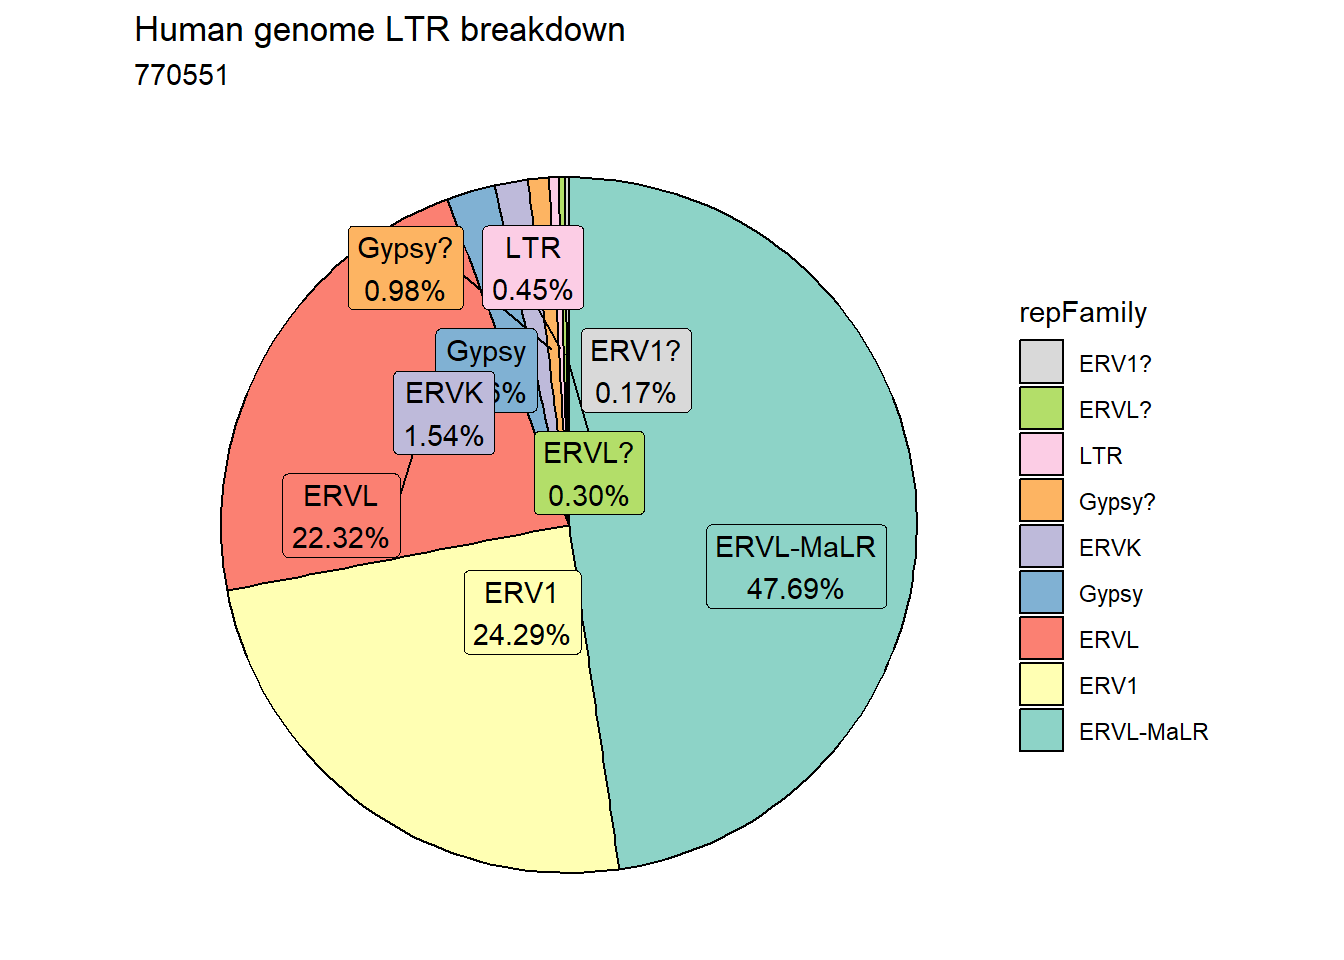 Human genome LTR breakdown
770551
Gypsy?
0.98%
LTR
0.45%
Gypsy
6%
ERV1?
0.17%
ERVK
1.54%
ERVL?
0.30%
ERVL
22.32%
ERVL-MaLR
47.69%
ERV1
24.29%
repFamily
ERV1?
ERVL?
LTR
Gypsy?
ERVK
Gypsy
ERVL
ERV1
ERVL-MaLR